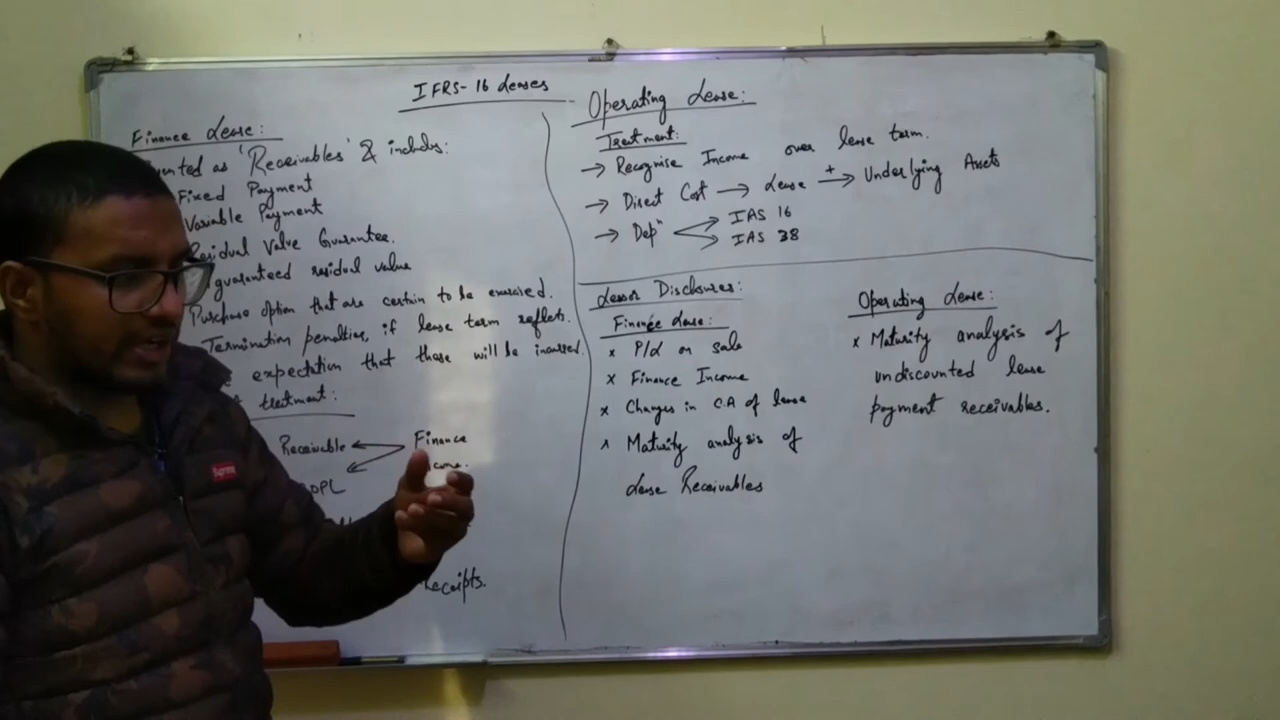 IFRS-16 Leases
Finance Lease:
'Receivables' & includes:
Fixed Payment
Variable Payment
Residual Value Guarantee.
guaranteed residual value
Purchase option that are certain to be exercised.
Termination penalties, if lease term reflets.
expectation that those will be incurred.
treatment:
Receivable
Finance
Receipts.
Operating Lease:
Treatment:
→ Recognise Income over lease term.
→ Direct Cost → Lease +→ Underlying Assets
→ Depⁿ
IAS 16
IAS 38
Lessor Disclosures:
Finance Lease:
x P/L on sale
x Finance Income
x Changes in C.A of lease
x Maturity analysis of
Lease Receivables
Operating Lease:
x Maturity analysis of
undiscounted lease
payment receivables.
Supreme